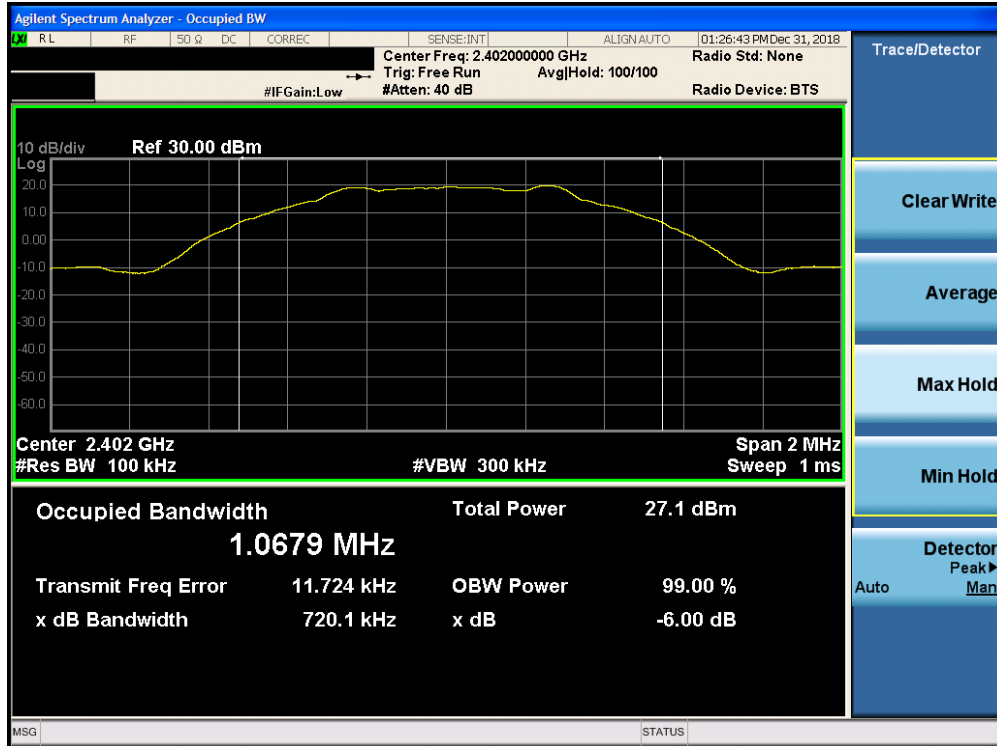 Agilent Spectrum Analyzer - Occupied BW
LXI RL RF 50 Ω DC CORREC SENSE:INT ALIGN AUTO 01:26:43 PM Dec 31, 2018
Center Freq: 2.402000000 GHz Radio Std: None
Trig: Free Run Avg|Hold: 100/100
#IFGain:Low #Atten: 40 dB Radio Device: BTS
10 dB/div Ref 30.00 dBm
Log
20.0
10.0
0.00
-10.0
-20.0
-30.0
-40.0
-50.0
-60.0
Center 2.402 GHz Span 2 MHz
#Res BW 100 kHz #VBW 300 kHz Sweep 1 ms
Occupied Bandwidth Total Power 27.1 dBm
1.0679 MHz
Transmit Freq Error 11.724 kHz OBW Power 99.00 %
x dB Bandwidth 720.1 kHz x dB -6.00 dB
MSG STATUS
Trace/Detector
Clear Write
Average
Max Hold
Min Hold
Detector
Peak▶
Auto Man